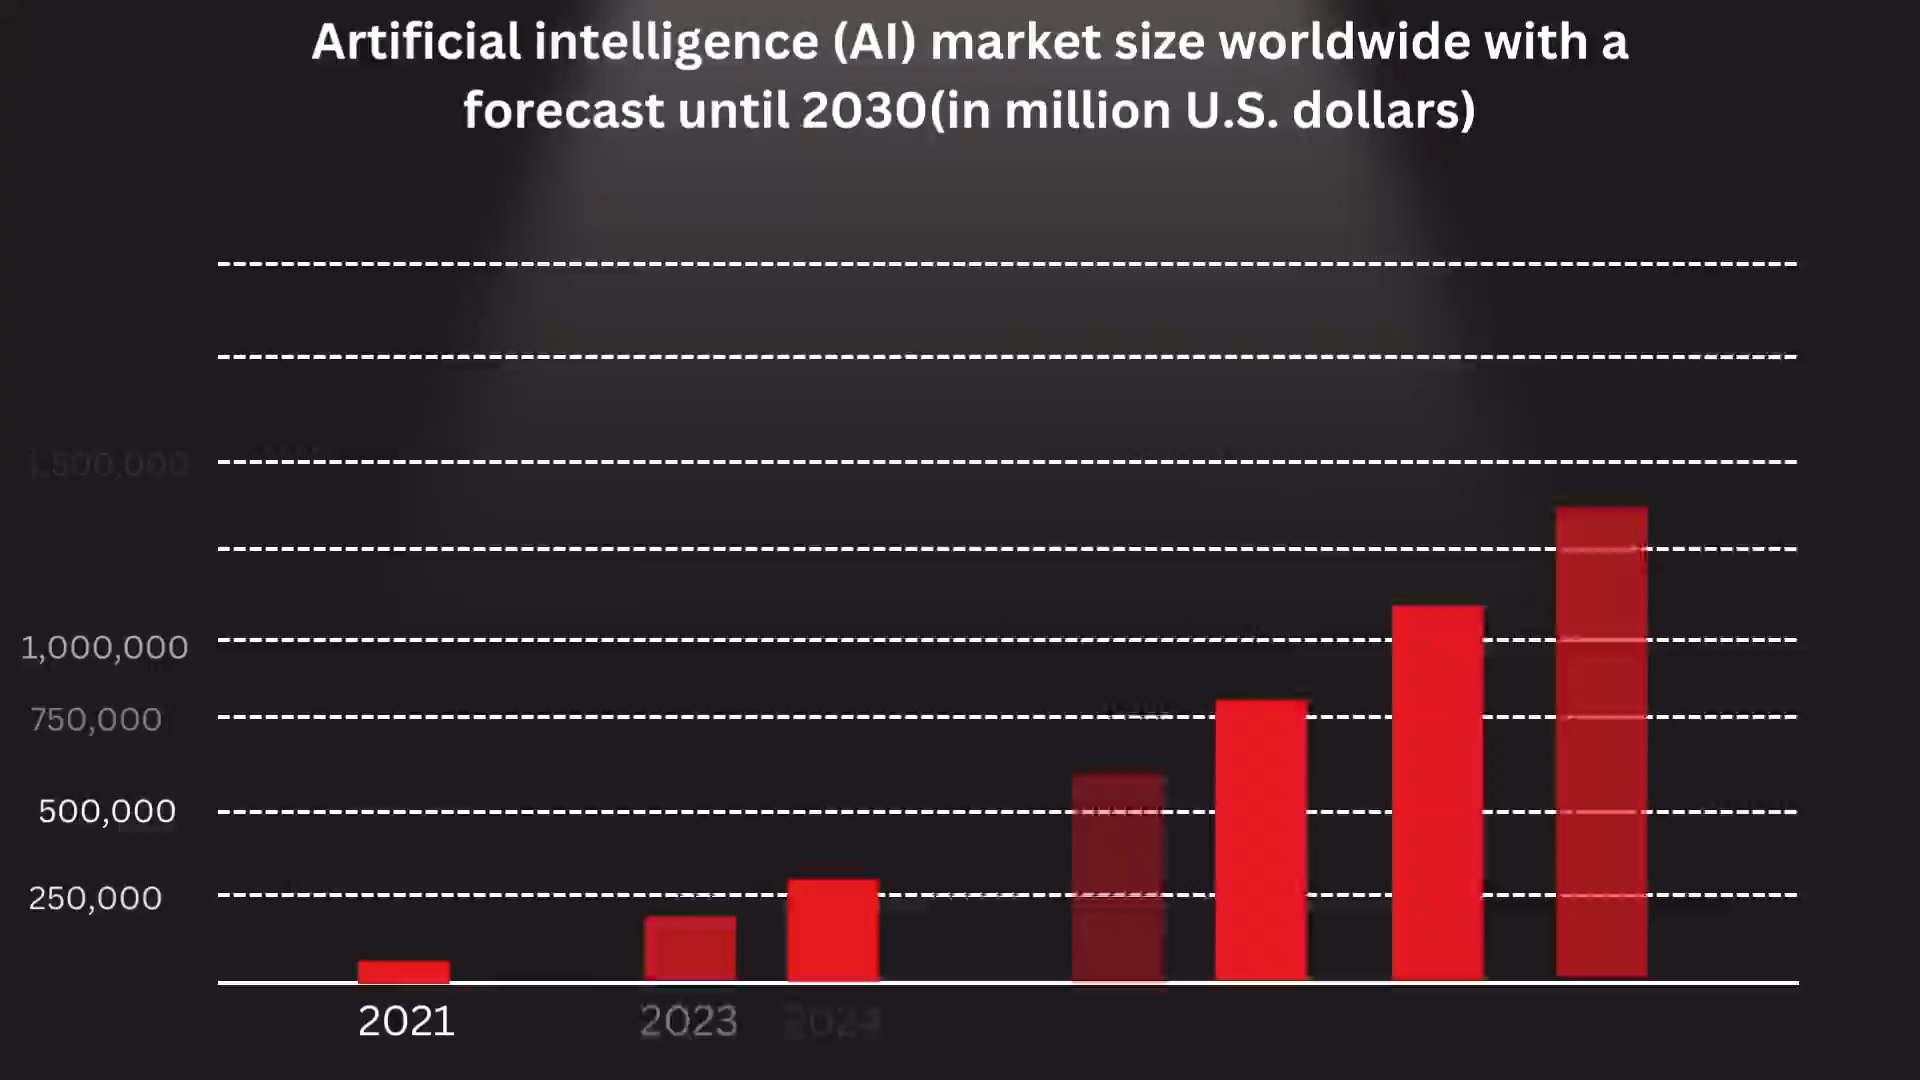 Artificial intelligence (AI) market size worldwide with a
forecast until 2030(in million U.S. dollars)
1,500,000
1,000,000
750,000
500,000
250,000
2021 2023 2024